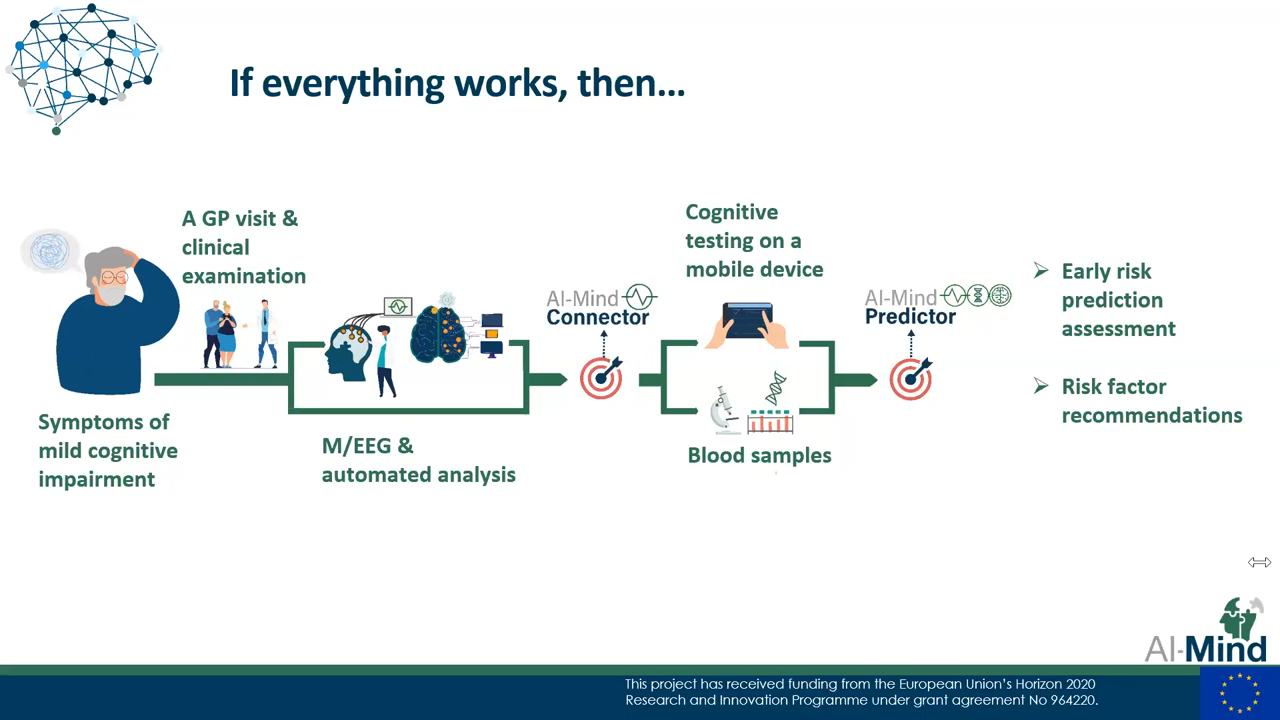 If everything works, then...
A GP visit &
clinical
examination
Symptoms of
mild cognitive
impairment
M/EEG &
automated analysis
AI-Mind
Connector
Cognitive
testing on a
mobile device
Blood samples
AI-Mind
Predictor
Early risk
prediction
assessment
Risk factor
recommendations
AI-Mind
This project has received funding from the European Union's Horizon 2020
Research and Innovation Programme under grant agreement No 964220.